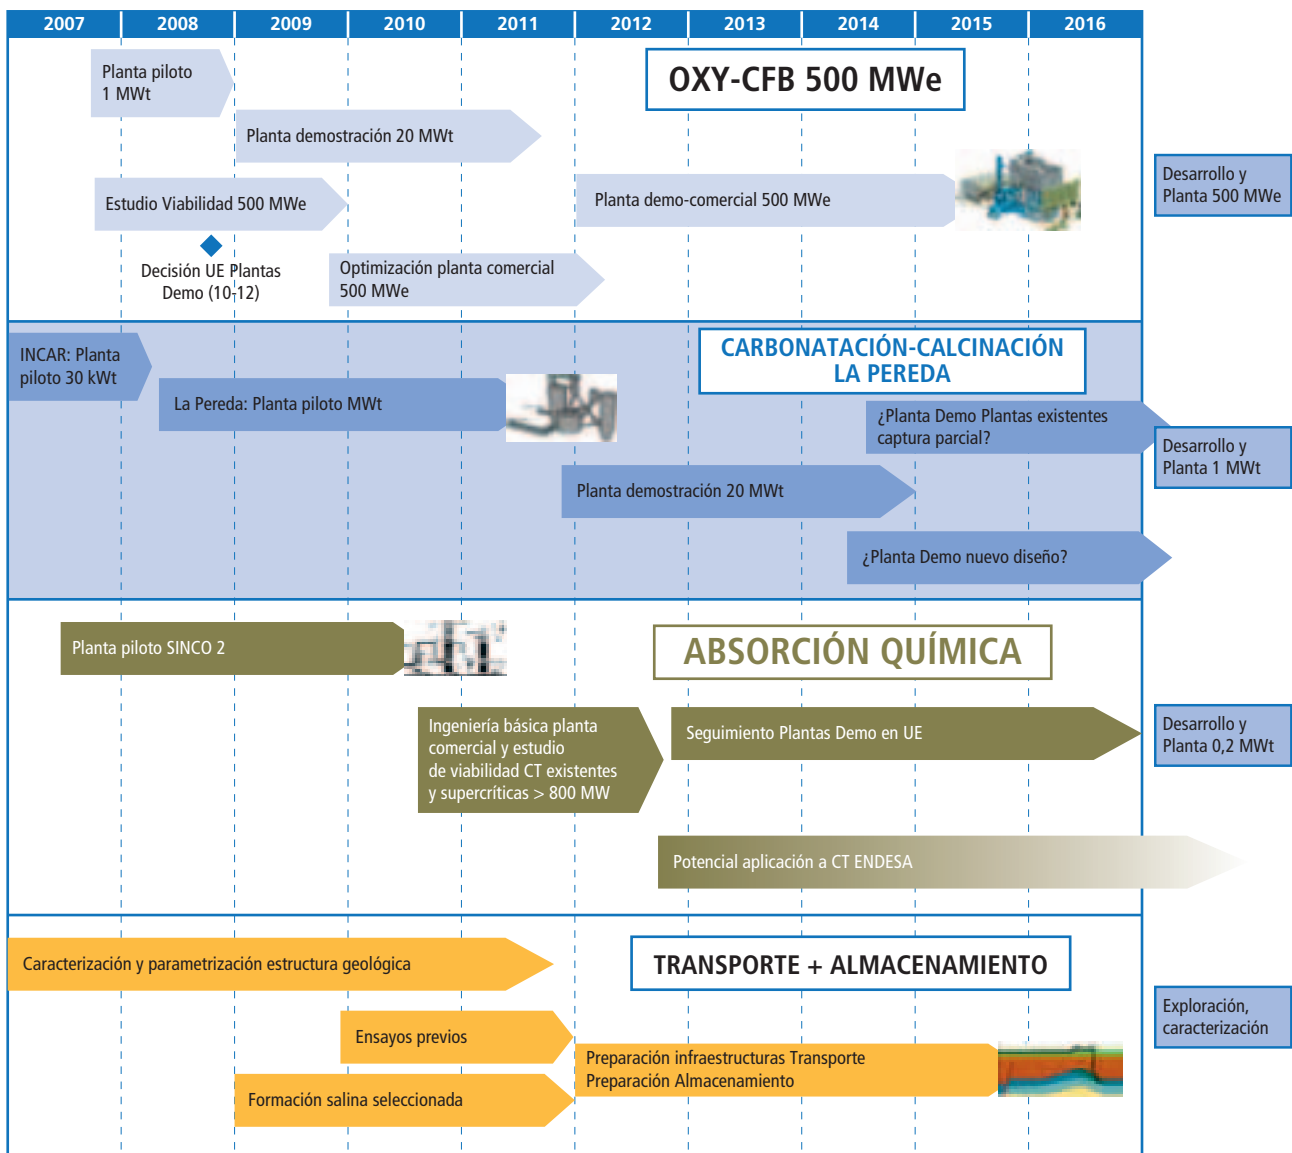 2007 2008 2009 2010 2011 2012 2013 2014 2015 2016
Planta piloto
1 MWt
OXY-CFB 500 MWe
Planta demostración 20 MWt
Desarrollo y
Planta 500 MWe
Estudio Viabilidad 500 MWe
Planta demo-comercial 500 MWe
Decisión UE Plantas
Demo (10-12)
Optimización planta comercial
500 MWe
INCAR: Planta
piloto 30 kWt
CARBONATACIÓN-CALCINACIÓN
LA PEREDA
La Pereda: Planta piloto MWt
¿Planta Demo Plantas existentes
captura parcial?
Desarrollo y
Planta 1 MWt
Planta demostración 20 MWt
¿Planta Demo nuevo diseño?
Planta piloto SINCO 2
ABSORCIÓN QUÍMICA
Ingeniería básica planta
comercial y estudio
de viabilidad CT existentes
y supercríticas > 800 MW
Seguimiento Plantas Demo en UE
Desarrollo y
Planta 0,2 MWt
Potencial aplicación a CT ENDESA
Caracterización y parametrización estructura geológica
TRANSPORTE + ALMACENAMIENTO
Exploración,
caracterización
Ensayos previos
Preparación infraestructuras Transporte
Preparación Almacenamiento
Formación salina seleccionada